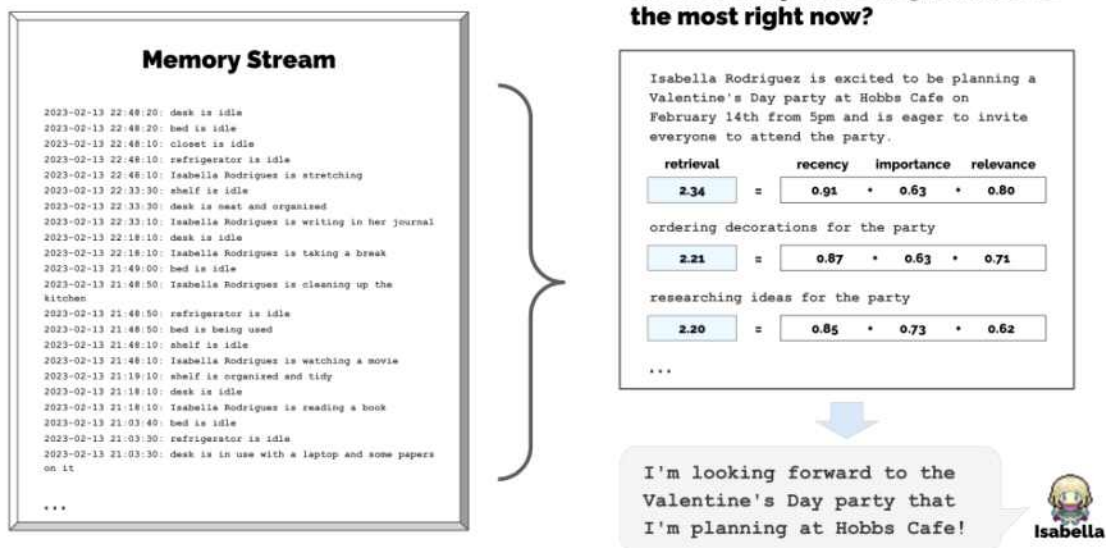 the most right now?
Memory Stream
2023-02-13 22:48:20: desk is idle
2023-02-13 22:48:20: bed is idle
2023-02-13 22:48:10: closet is idle
2023-02-13 22:48:10: refrigerator is idle
2023-02-13 22:48:10: Isabella Rodriguez is stretching
2023-02-13 22:33:30: shelf is idle
2023-02-13 22:33:30: desk is neat and organized
2023-02-13 22:33:10: Isabella Rodriguez is writing in her journal
2023-02-13 22:18:10: desk is idle
2023-02-13 22:18:10: Isabella Rodriguez is taking a break
2023-02-13 21:49:00: bed is idle
2023-02-13 21:48:50: Isabella Rodriguez is cleaning up the
kitchen
2023-02-13 21:48:50: refrigerator is idle
2023-02-13 21:48:50: bed is being used
2023-02-13 21:48:10: shelf is idle
2023-02-13 21:48:10: Isabella Rodriguez is watching a movie
2023-02-13 21:19:10: shelf is organized and tidy
2023-02-13 21:18:10: desk is idle
2023-02-13 21:18:10: Isabella Rodriguez is reading a book
2023-02-13 21:03:40: bed is idle
2023-02-13 21:03:30: refrigerator is idle
2023-02-13 21:03:30: desk is in use with a laptop and some papers
on it
...
Isabella Rodriguez is excited to be planning a
Valentine's Day party at Hobbs Cafe on
February 14th from 5pm and is eager to invite
everyone to attend the party.
retrieval recency importance relevance
2.34 = 0.91 • 0.63 • 0.80
ordering decorations for the party
2.21 = 0.87 • 0.63 • 0.71
researching ideas for the party
2.20 = 0.85 • 0.73 • 0.62
...
I'm looking forward to the
Valentine's Day party that
I'm planning at Hobbs Cafe!
Isabella